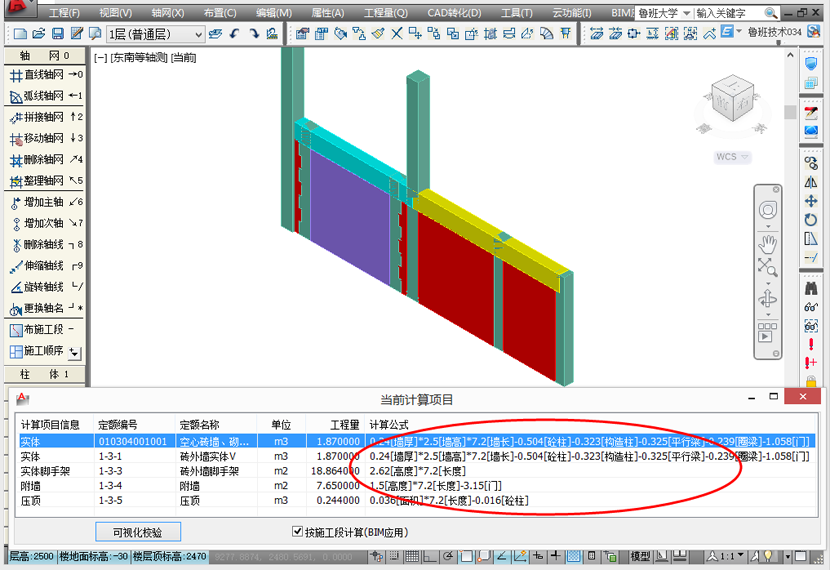 工程(F) 视图(V) 轴网(X) 布置(C) 编辑(M) 属性(A) 工程量(Q) CAD转化(D) 工具(T) 云功能(I) BIM 鲁班大学 输入关键字
1层(普通层) 鲁班技术034
轴 网 0
[−] [东南等轴测] [当前]
直线轴网 →0
弧线轴网 ←1
拼接轴网 ↑2
移动轴网 ↓3
删除轴网 ↗4
整理轴网 ↖5
增加主轴 ↙6
增加次轴 ↘7
删除轴线 ┐8
伸缩轴线 ┌9
旋转轴线 └/
更换轴名 ┘*
布施工段 −
施工顺序
柱 体 1
WCS
当前计算项目
计算项目信息 定额编号 定额名称 单位 工程量 计算公式
实体 010304001001 空心砖墙、砌... m3 1.870000 0.24[墙厚]*2.5[墙高]*7.2[墙长]-0.504[砼柱]-0.323[构造柱]-0.325[平行梁]-0.239[圈梁]-1.058[门]
实体 1-3-1 砖外墙实体V m3 1.870000 0.24[墙厚]*2.5[墙高]*7.2[墙长]-0.504[砼柱]-0.323[构造柱]-0.325[平行梁]-0.239[圈梁]-1.058[门]
实体脚手架 1-3-3 砖外墙脚手架 m2 18.864000 2.62[高度]*7.2[长度]
附墙 1-3-4 附墙 m2 7.650000 1.5[高度]*7.2[长度]-3.15[门]
压顶 1-3-5 压顶 m3 0.244000 0.036[面积]*7.2[长度]-0.016[砼柱]
可视化校验 按施工段计算(BIM应用)
层高:2500 楼地面标高:-30 楼层顶标高:2470 模型 1:1